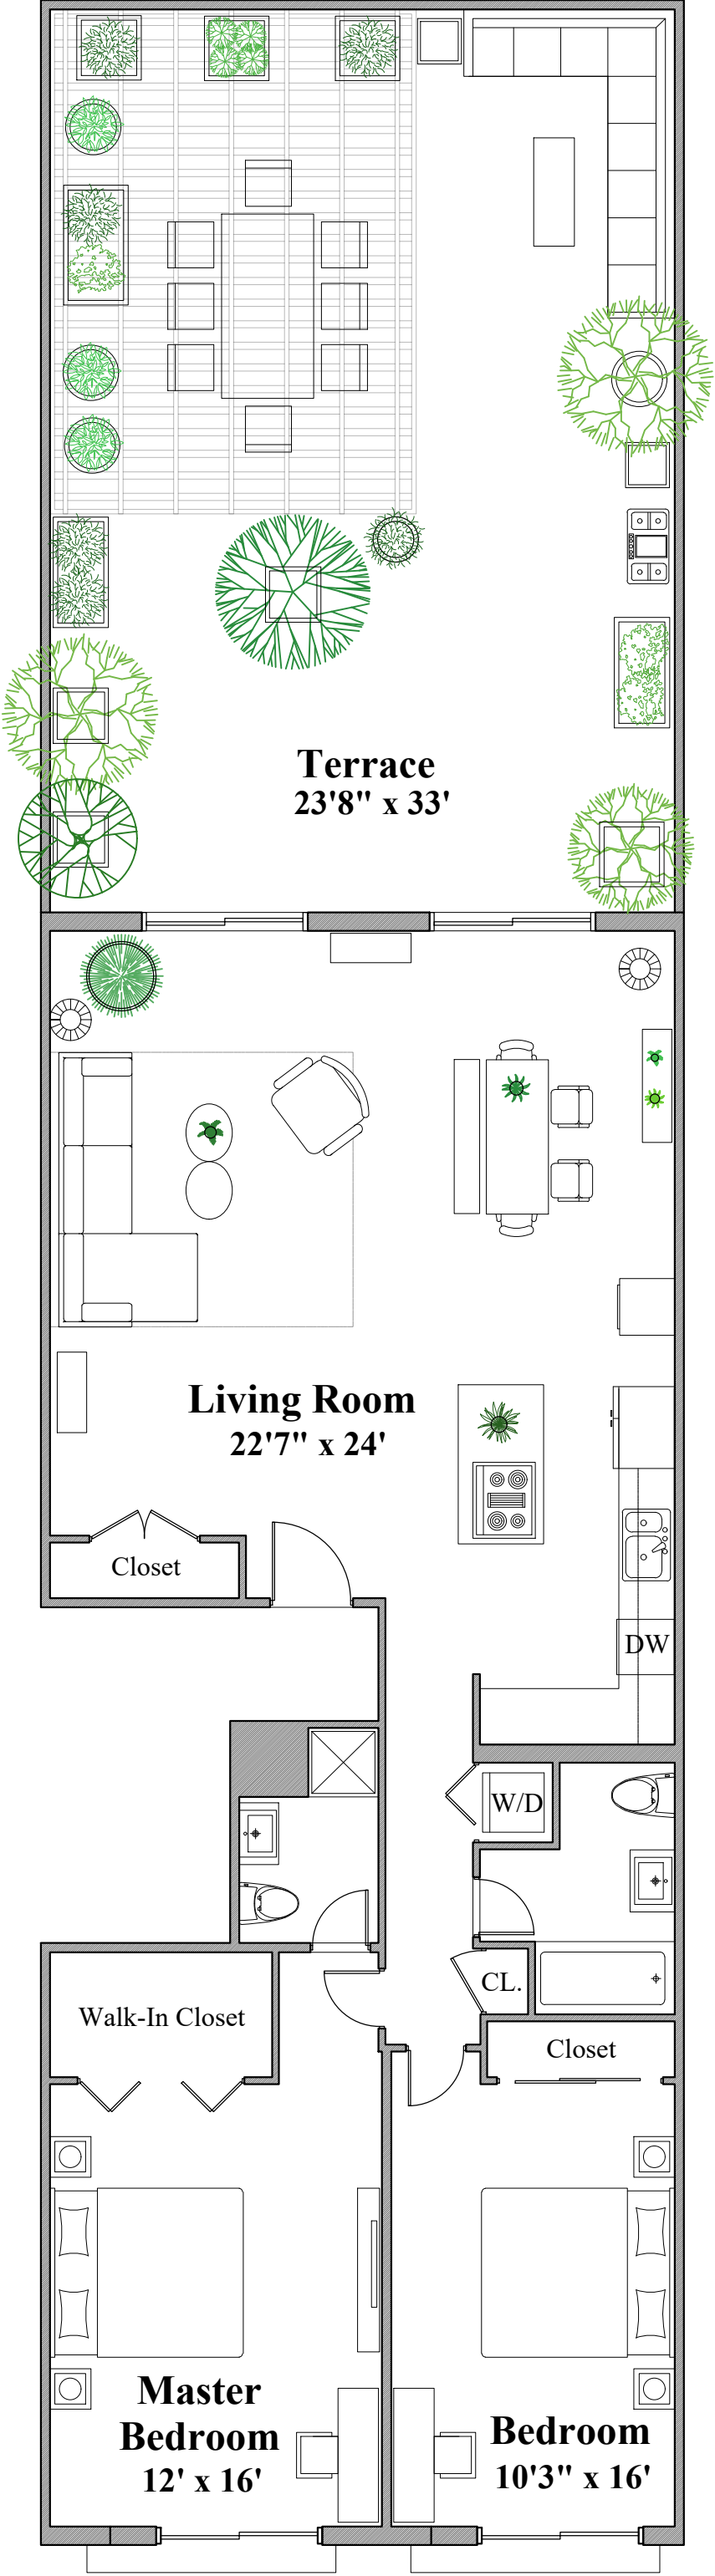 Terrace
23'8" x 33'
Living Room
22'7" x 24'
Closet
DW
W/D
CL.
Walk-In Closet
Closet
Master
Bedroom
12' x 16'
Bedroom
10'3" x 16'